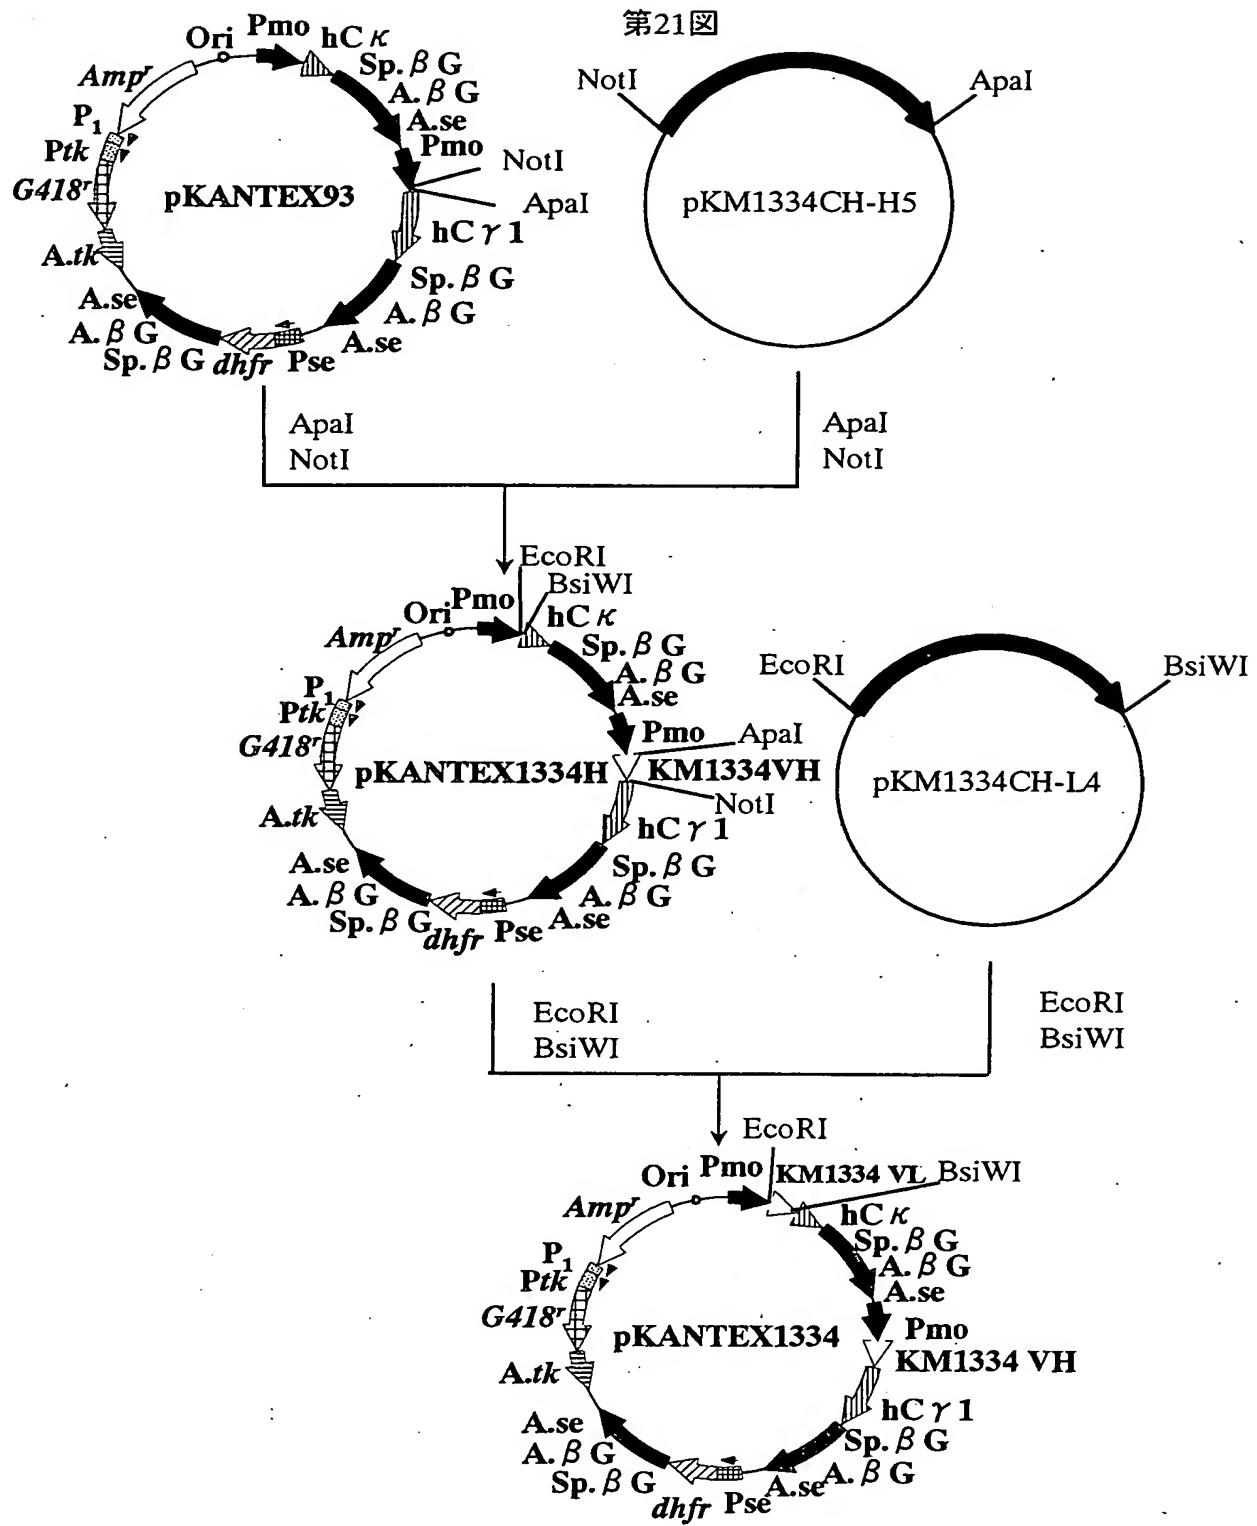 第21図
Pmo
hCκ
Ori
Sp.βG
Ampʳ
A.βG
A.se
P₁
Pmo
Ptk
NotI
G418ʳ
pKANTEX93
ApaI
hCγ1
A.tk
Sp.βG
A.se
A.βG
A.βG
A.se
Sp.βG
dhfr
Pse
NotI
ApaI
pKM1334CH-H5
ApaI
NotI
ApaI
NotI
EcoRI
BsiWI
Pmo
Ori
hCκ
Ampʳ
Sp.βG
A.βG
A.se
P₁
Ptk
Pmo
ApaI
G418ʳ
pKANTEX1334H
KM1334VH
NotI
A.tk
hCγ1
A.se
Sp.βG
A.βG
A.βG
Sp.βG
A.se
dhfr
Pse
EcoRI
BsiWI
pKM1334CH-L4
EcoRI
BsiWI
EcoRI
BsiWI
EcoRI
Pmo
KM1334 VL
BsiWI
Ori
Ampʳ
hCκ
Sp.βG
P₁
A.βG
Ptk
A.se
G418ʳ
pKANTEX1334
Pmo
KM1334 VH
A.tk
hCγ1
A.se
Sp.βG
A.βG
A.βG
Sp.βG
A.se
dhfr
Pse